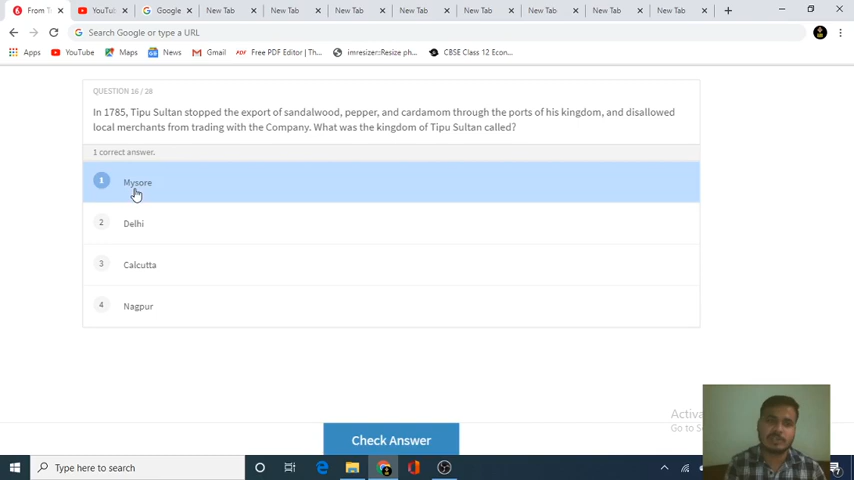 From T
YouTu
Google
New Tab
New Tab
New Tab
New Tab
New Tab
New Tab
New Tab
New Tab
Search Google or type a URL
Apps
YouTube
Maps
News
Gmail
PDF Free PDF Editor | Th...
imresizer::Resize ph...
CBSE Class 12 Econ...
QUESTION 16 / 28
In 1785, Tipu Sultan stopped the export of sandalwood, pepper, and cardamom through the ports of his kingdom, and disallowed
local merchants from trading with the Company. What was the kingdom of Tipu Sultan called?
1 correct answer.
1 Mysore
2 Delhi
3 Calcutta
4 Nagpur
Check Answer
Activa
Go to S
Type here to search